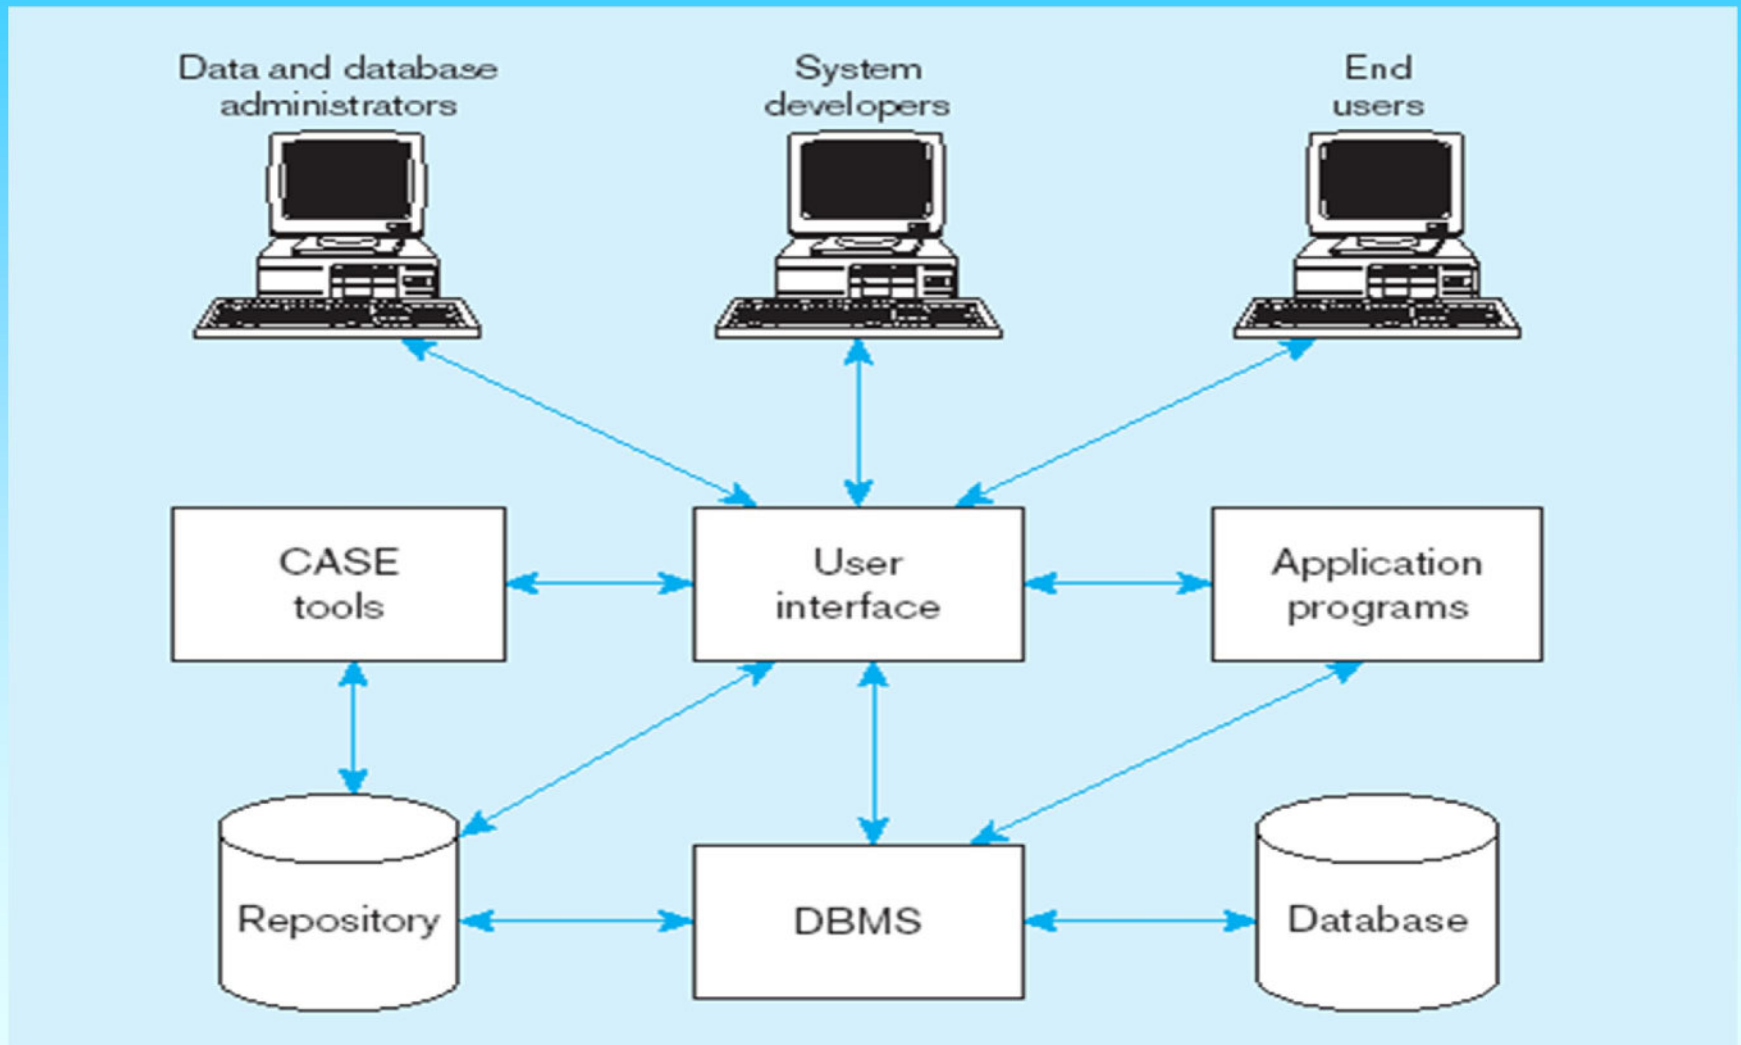 Data and database
administrators
System
developers
End
users
CASE
tools
User
interface
Application
programs
Repository
DBMS
Database